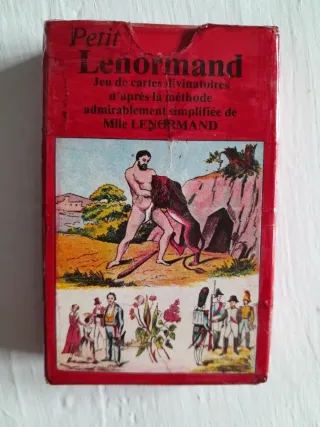 Petit
Lenormand
Jeu de cartes divinatoires
d'après la méthode
admirablement simplifiée de
Mlle LENORMAND